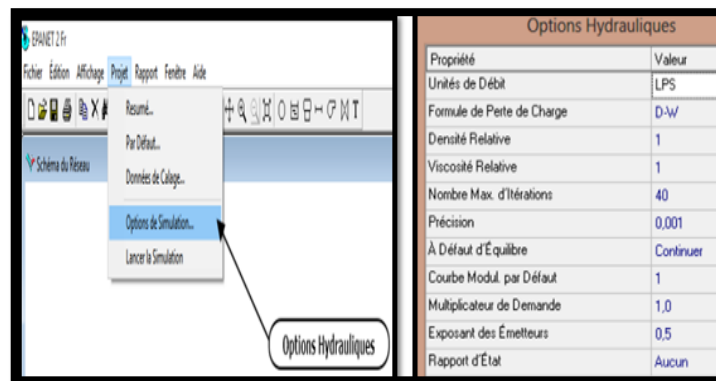 EPANET 2 Fr
Fichier Édition Affichage Projet Rapport Fenêtre Aide
Resumé...
Par Défaut...
Données de Calage...
Options de Simulation...
Lancer la Simulation
Schéma du Réseau
Options Hydrauliques
Options Hydrauliques
Propriété Valeur
Unités de Débit LPS
Formule de Perte de Charge D-W
Densité Relative 1
Viscosité Relative 1
Nombre Max. d'Itérations 40
Précision 0,001
À Défaut d'Équilibre Continuer
Courbe Modul. par Défaut 1
Multiplicateur de Demande 1,0
Exposant des Émetteurs 0,5
Rapport d'État Aucun